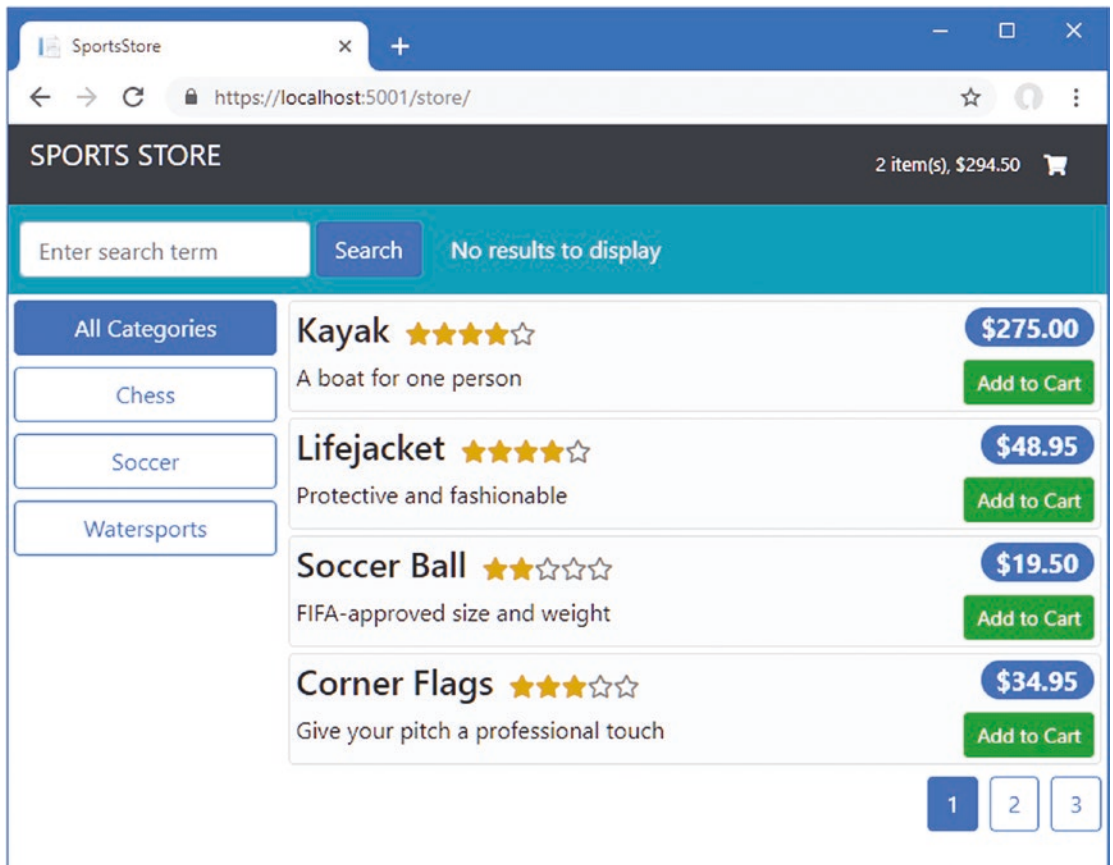 SportsStore
https://localhost:5001/store/
SPORTS STORE
2 item(s), $294.50
Enter search term
Search
No results to display
All Categories
Chess
Soccer
Watersports
Kayak
$275.00
A boat for one person
Add to Cart
Lifejacket
$48.95
Protective and fashionable
Add to Cart
Soccer Ball
$19.50
FIFA-approved size and weight
Add to Cart
Corner Flags
$34.95
Give your pitch a professional touch
Add to Cart
1 2 3